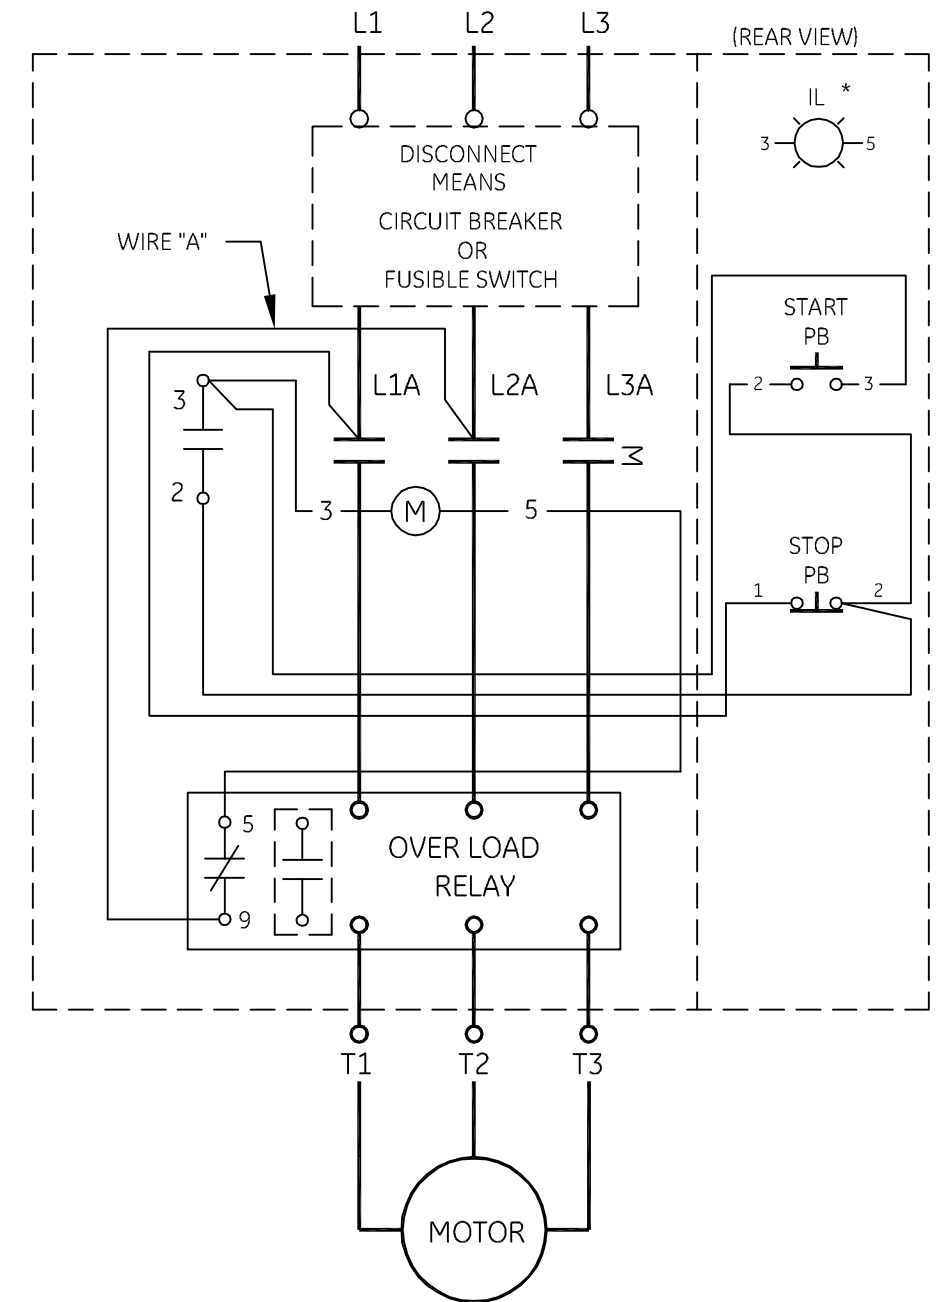 L1 L2 L3
(REAR VIEW)
IL *
3 5
DISCONNECT
MEANS
CIRCUIT BREAKER
OR
FUSIBLE SWITCH
WIRE "A"
START
PB
2 3
3
L1A L2A L3A
M
2
3 M 5
STOP
PB
1 2
5
OVER LOAD
RELAY
9
T1 T2 T3
MOTOR